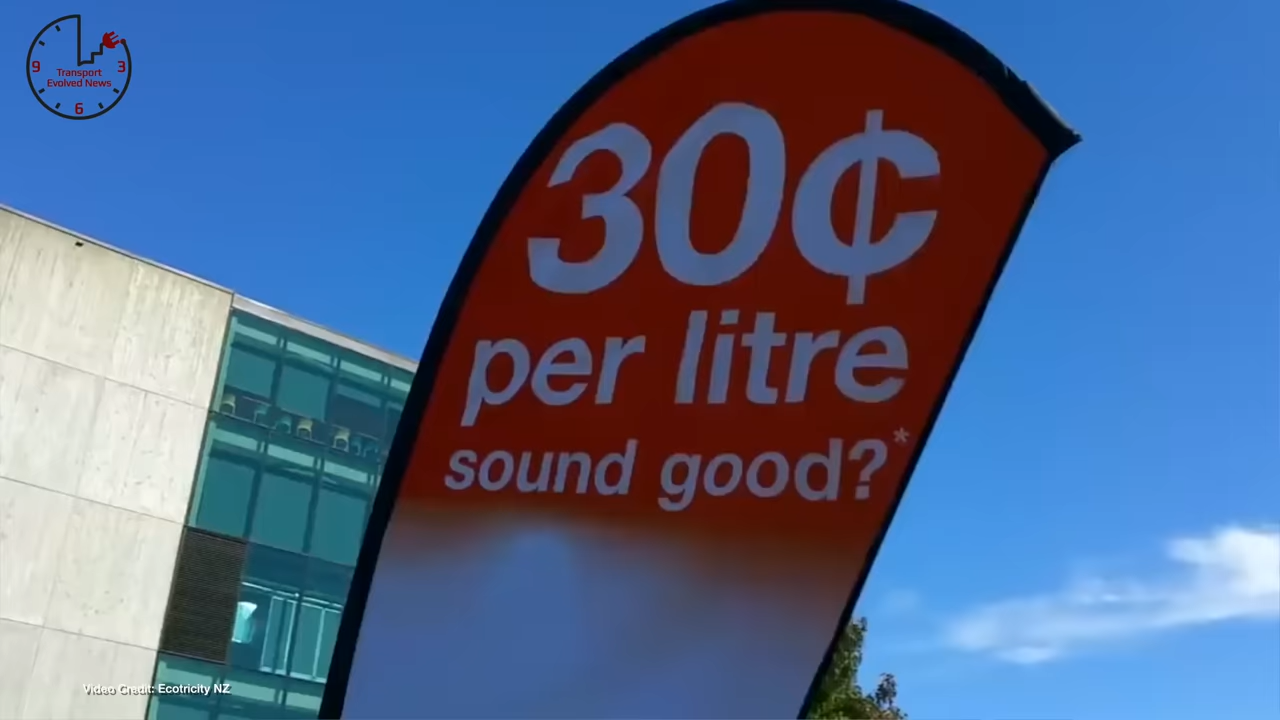 9
3
Transport
Evolved News
6
30¢
per litre
sound good?*
Video Credit: Ecotricity NZ